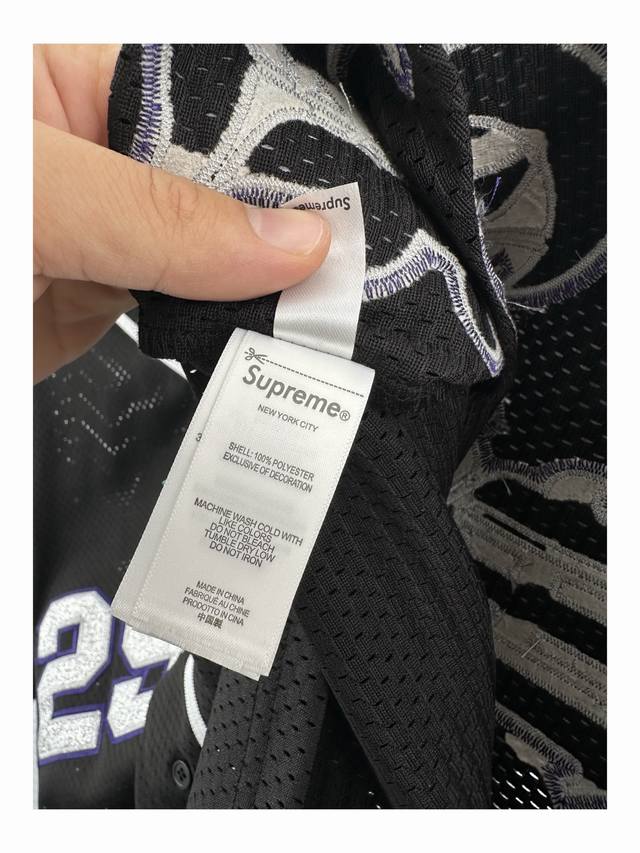 Supreme
Supreme®
NEW YORK CITY
SHELL: 100% POLYESTER
EXCLUSIVE OF DECORATION
MACHINE WASH COLD WITH
LIKE COLORS
DO NOT BLEACH
TUMBLE DRY LOW
DO NOT IRON
MADE IN CHINA
FABRIQUÉ AU CHINE
PRODOTTO IN CINA
中国製
29